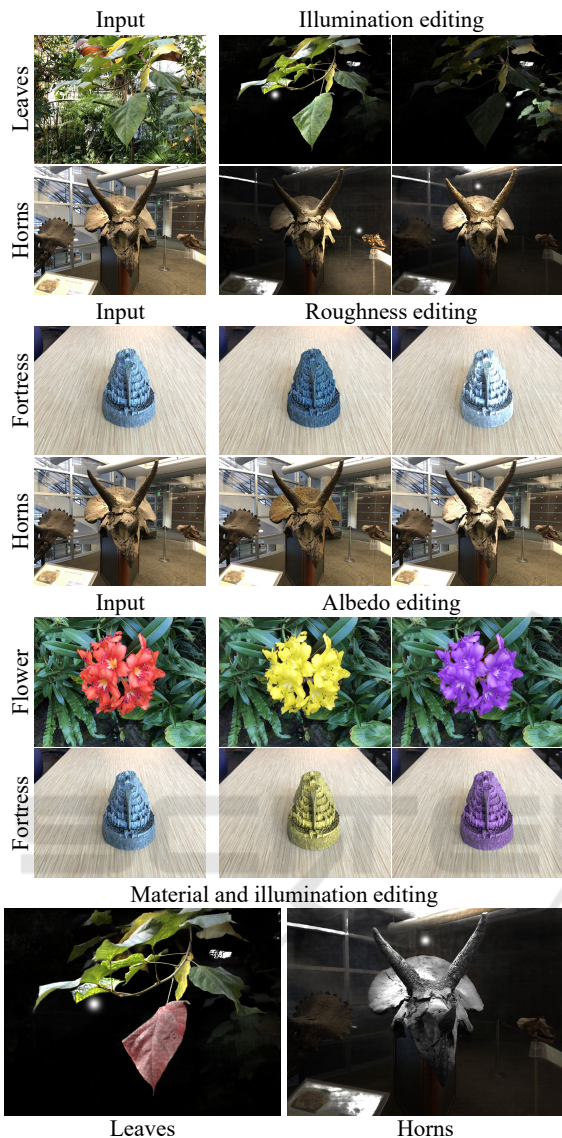 Input Illumination editing
Leaves
Horns
Input Roughness editing
Fortress
Horns
Input Albedo editing
Flower
Fortress
Material and illumination editing
Leaves Horns